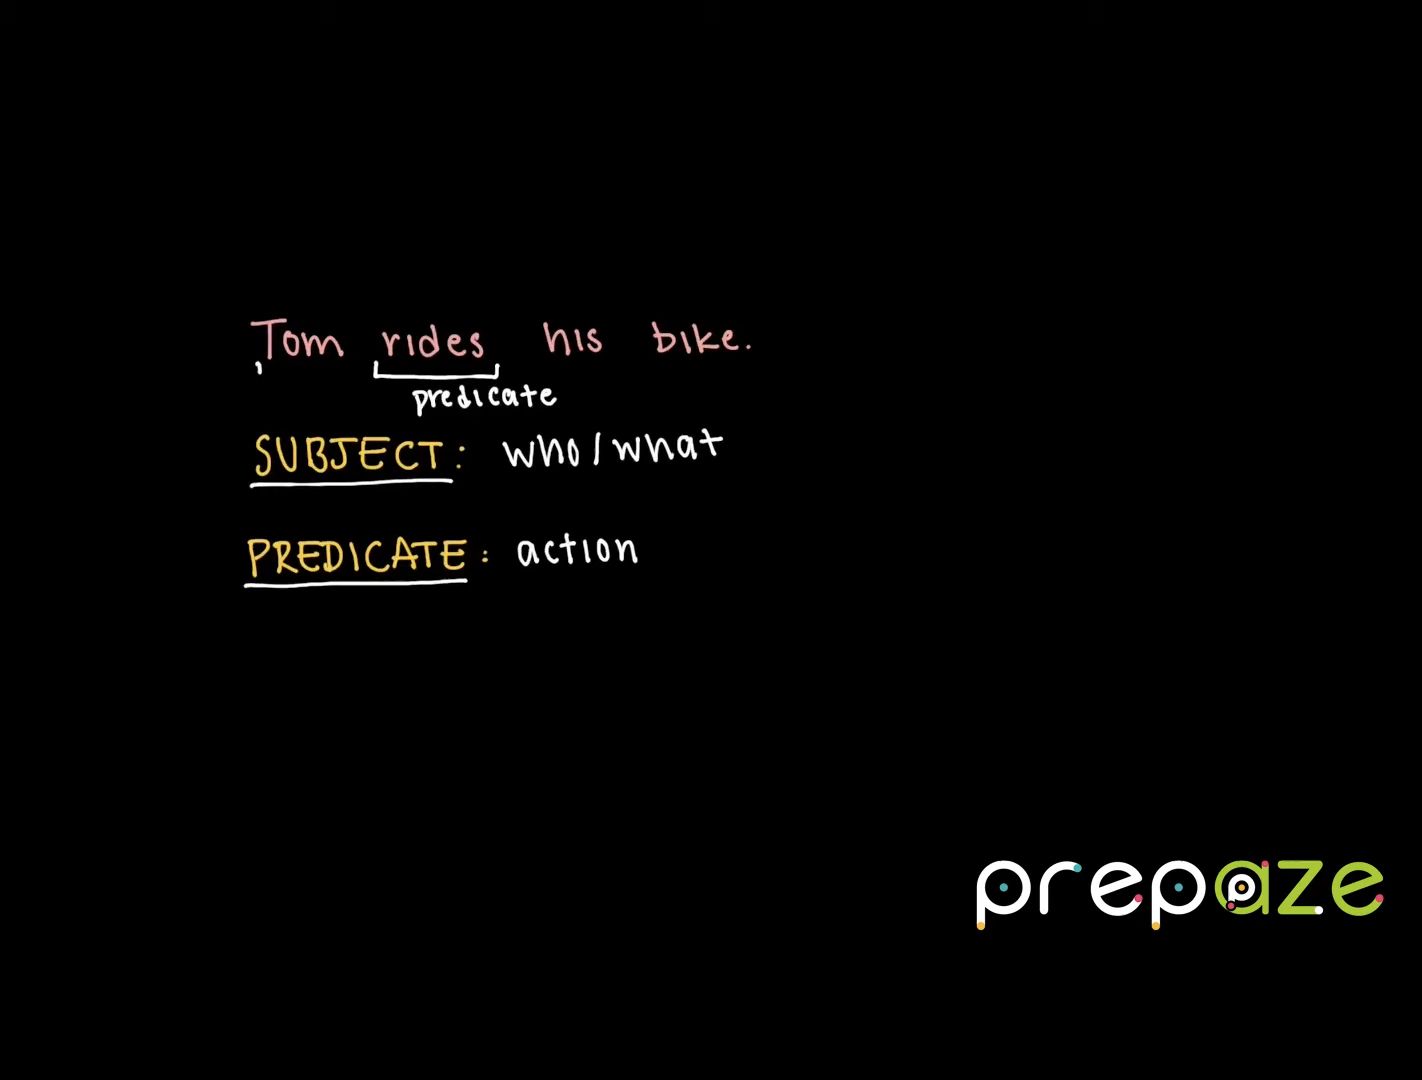 Tom rides his bike.
predicate
SUBJECT: who/what
PREDICATE: action
prepaze